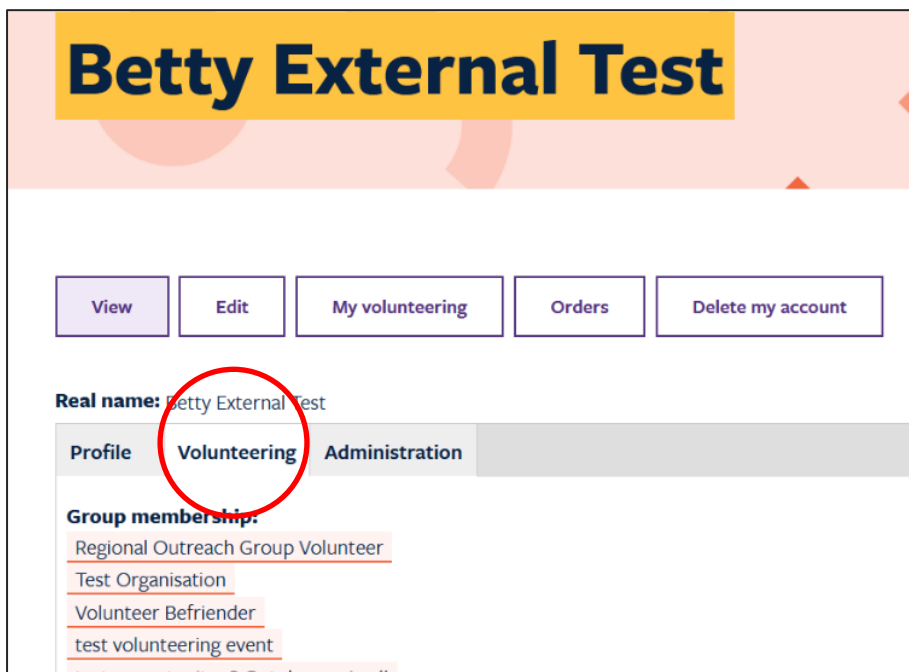 Betty External Test
View Edit My volunteering Orders Delete my account
Real name: Betty External Test
Profile Volunteering Administration
Group membership:
Regional Outreach Group Volunteer
Test Organisation
Volunteer Befriender
test volunteering event